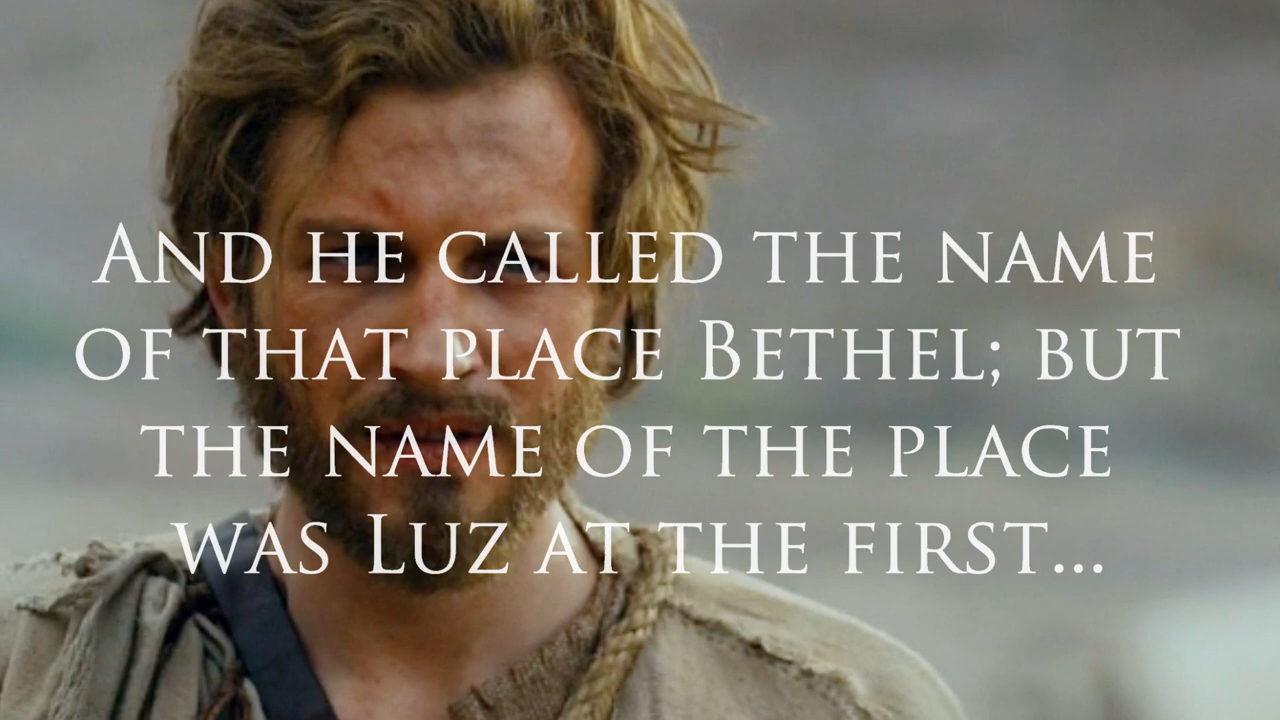 And he called the name
of that place Bethel; but
the name of the place
was Luz at the first...